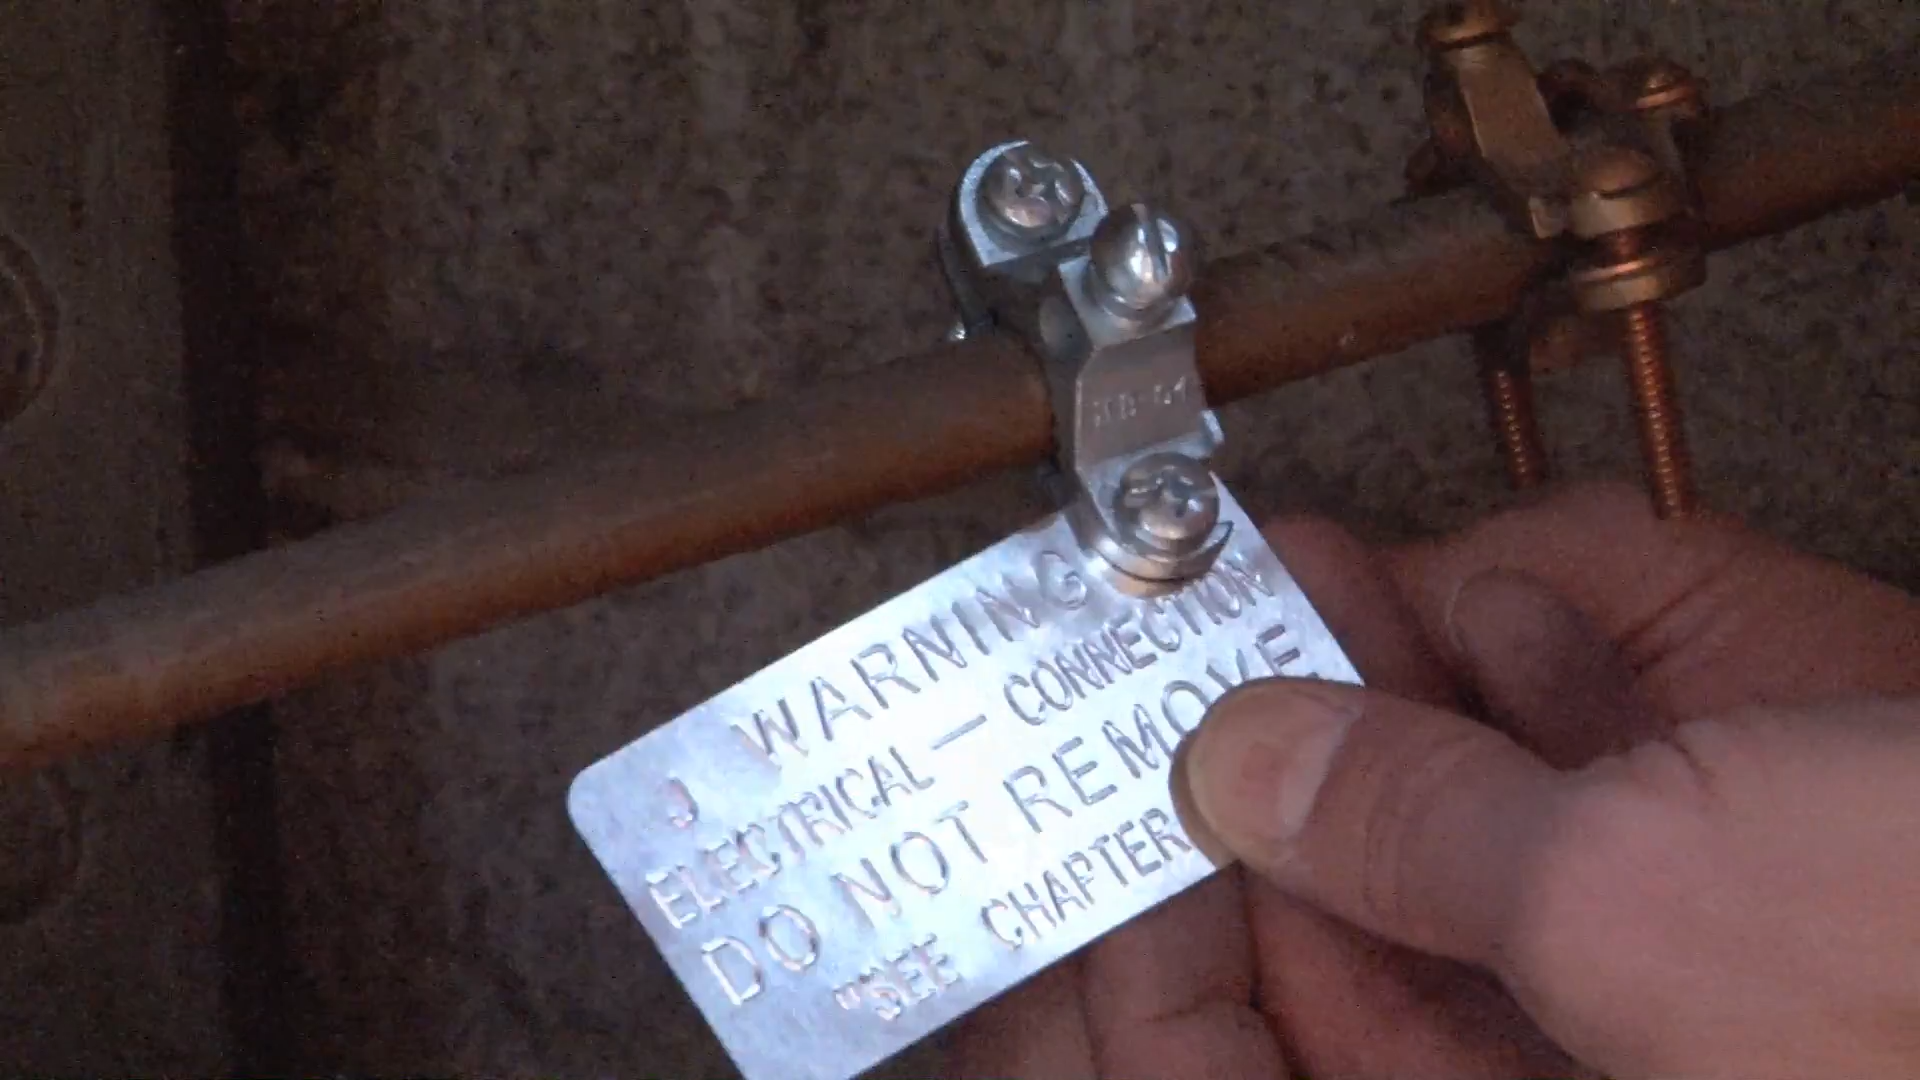 WARNING
ELECTRICAL — CONNECTION
DO NOT REMOVE
"SEE CHAPTER